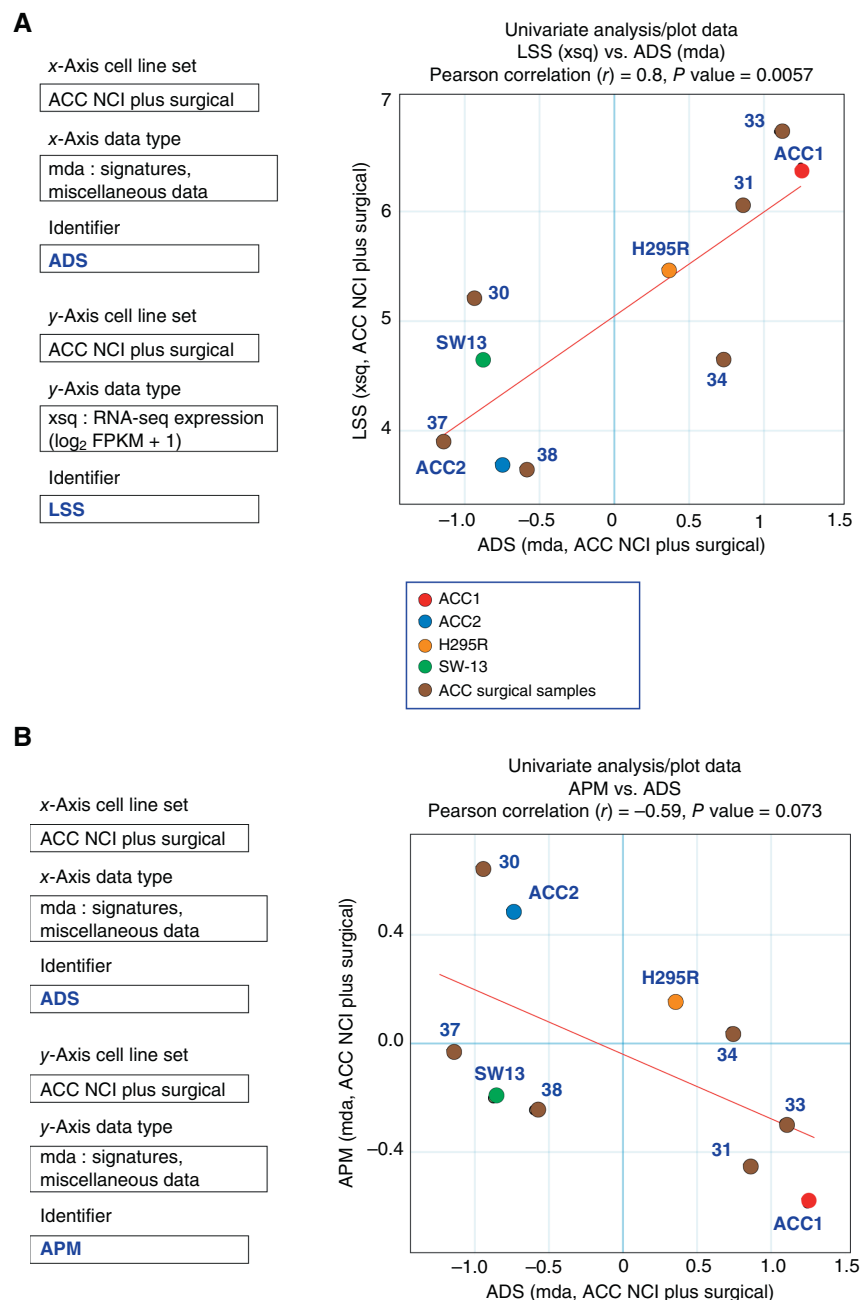 A
x-Axis cell line set
ACC NCI plus surgical
x-Axis data type
mda : signatures,
miscellaneous data
Identifier
ADS
y-Axis cell line set
ACC NCI plus surgical
y-Axis data type
xsq : RNA-seq expression
(log2 FPKM + 1)
Identifier
LSS
Univariate analysis/plot data
LSS (xsq) vs. ADS (mda)
Pearson correlation (r) = 0.8, P value = 0.0057
LSS (xsq, ACC NCI plus surgical)
7
6
5
4
33
ACC1
31
H295R
30
SW13
34
37
ACC2
38
–1.0
–0.5
0
0.5
1
1.5
ADS (mda, ACC NCI plus surgical)
ACC1
ACC2
H295R
SW-13
ACC surgical samples
B
x-Axis cell line set
ACC NCI plus surgical
x-Axis data type
mda : signatures,
miscellaneous data
Identifier
ADS
y-Axis cell line set
ACC NCI plus surgical
y-Axis data type
mda : signatures,
miscellaneous data
Identifier
APM
Univariate analysis/plot data
APM vs. ADS
Pearson correlation (r) = –0.59, P value = 0.073
APM (mda, ACC NCI plus surgical)
0.4
0.0
–0.4
30
ACC2
H295R
37
34
SW13
38
33
31
ACC1
–1.0
–0.5
0
0.5
1.0
1.5
ADS (mda, ACC NCI plus surgical)